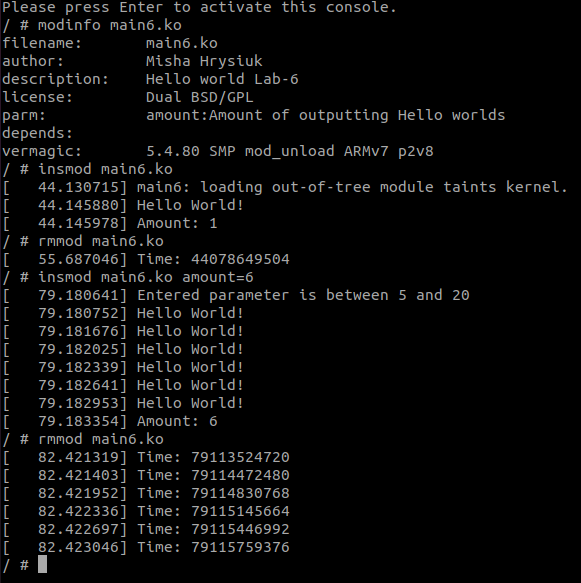 Please press Enter to activate this console.
/ # modinfo main6.ko
filename:       main6.ko
author:         Misha Hrysiuk
description:    Hello world Lab-6
license:        Dual BSD/GPL
parm:           amount:Amount of outputting Hello worlds
depends:
vermagic:       5.4.80 SMP mod_unload ARMv7 p2v8
/ # insmod main6.ko
[   44.130715] main6: loading out-of-tree module taints kernel.
[   44.145880] Hello World!
[   44.145978] Amount: 1
/ # rmmod main6.ko
[   55.687046] Time: 44078649504
/ # insmod main6.ko amount=6
[   79.180641] Entered parameter is between 5 and 20
[   79.180752] Hello World!
[   79.181676] Hello World!
[   79.182025] Hello World!
[   79.182339] Hello World!
[   79.182641] Hello World!
[   79.182953] Hello World!
[   79.183354] Amount: 6
/ # rmmod main6.ko
[   82.421319] Time: 79113524720
[   82.421403] Time: 79114472480
[   82.421952] Time: 79114830768
[   82.422336] Time: 79115145664
[   82.422697] Time: 79115446992
[   82.423046] Time: 79115759376
/ #